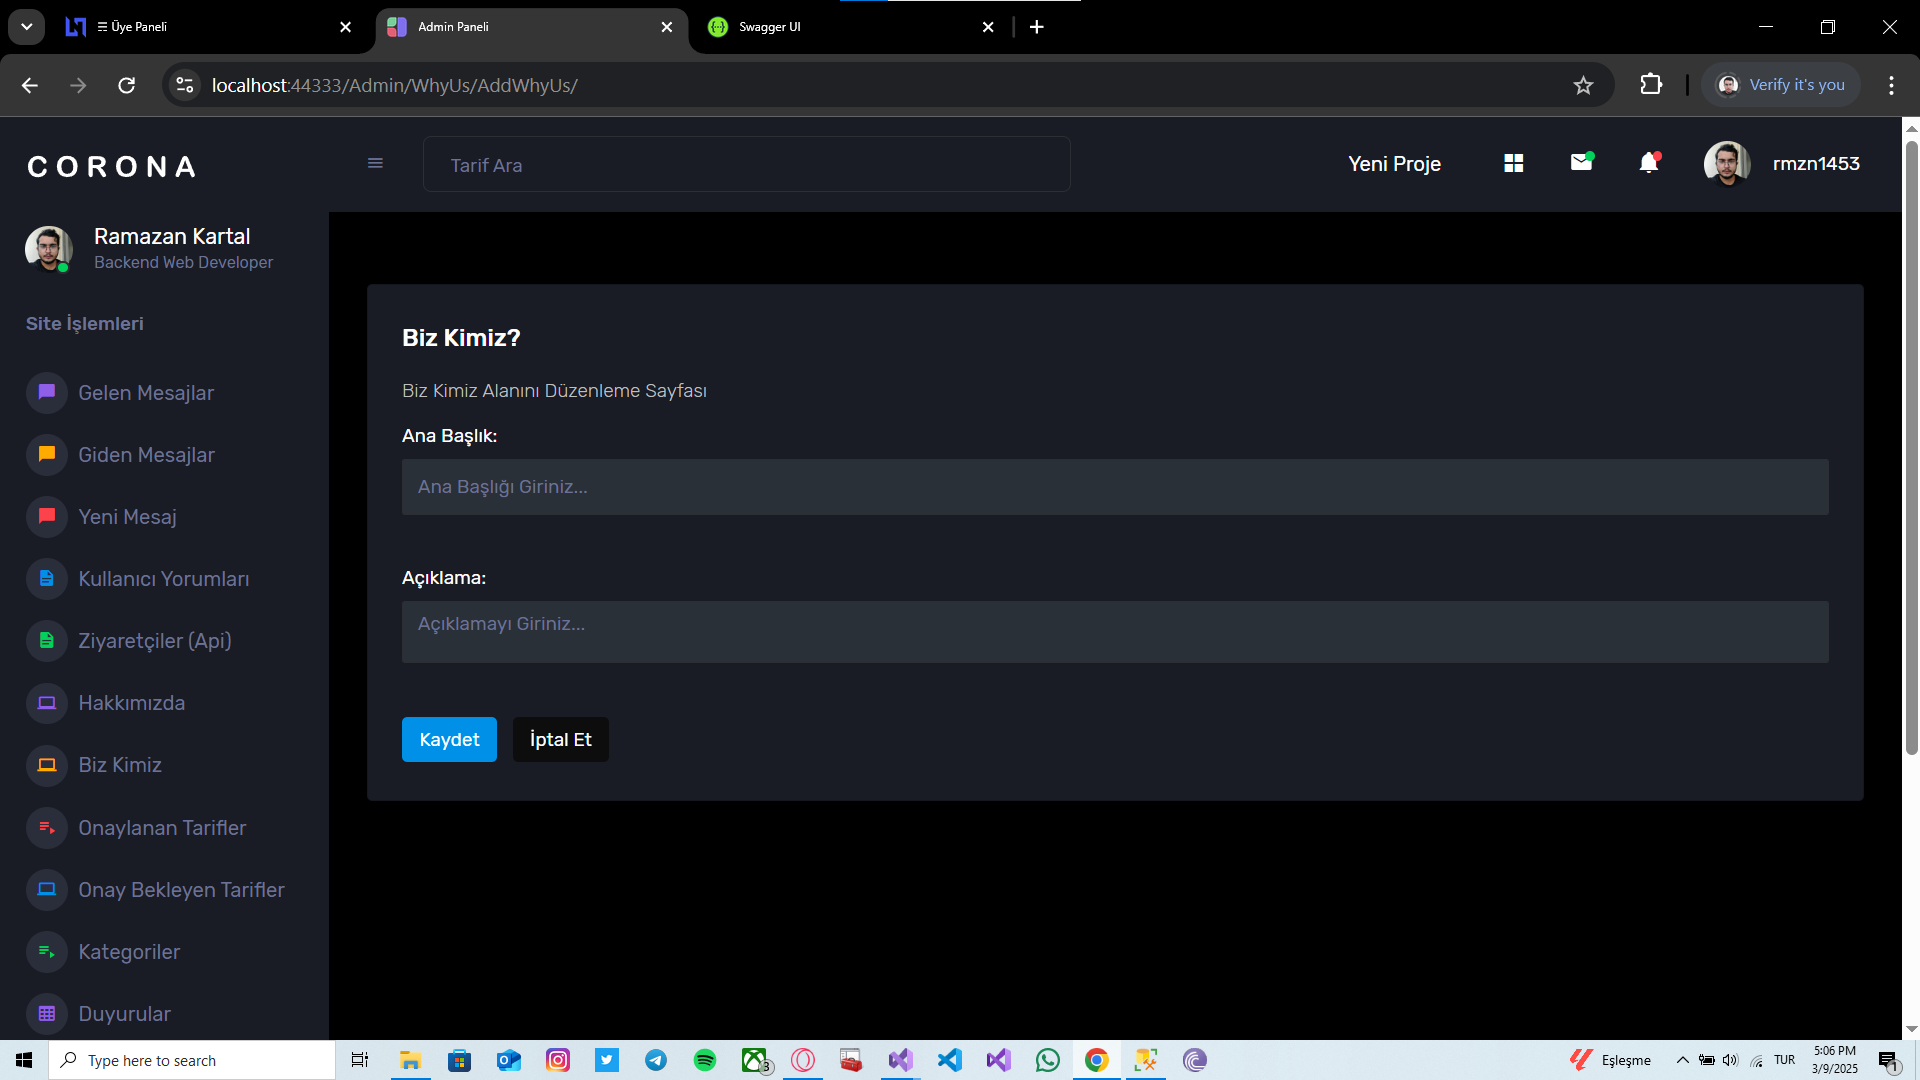 Üye Paneli
Admin Paneli
Swagger UI
localhost:44333/Admin/WhyUs/AddWhyUs/
Verify it's you
CORONA
Tarif Ara
Yeni Proje
rmzn1453
Ramazan Kartal
Backend Web Developer
Site İşlemleri
Gelen Mesajlar
Giden Mesajlar
Yeni Mesaj
Kullanıcı Yorumları
Ziyaretçiler (Api)
Hakkımızda
Biz Kimiz
Onaylanan Tarifler
Onay Bekleyen Tarifler
Kategoriler
Duyurular
Biz Kimiz?
Biz Kimiz Alanını Düzenleme Sayfası
Ana Başlık:
Ana Başlığı Giriniz...
Açıklama:
Açıklamayı Giriniz...
Kaydet
İptal Et
Type here to search
3
Eşleşme
TUR
5:06 PM
3/9/2025
1